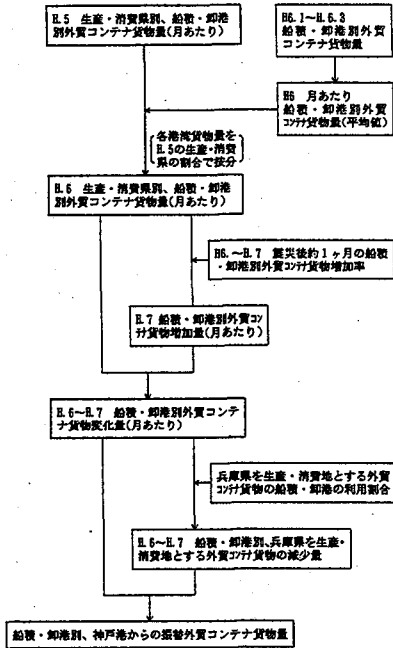 H.5 生産・消費県別、船積・卸港
別外貿コンテナ貨物量(月あたり)
H6.1～H.6.3
船積・卸港別外貿
コンテナ貨物量
H6 月あたり
船積・卸港別外貿
コンテナ貨物量(平均値)
各港湾貨物量を
H.5の生産・消費
県の割合で按分
H.6 生産・消費県別、船積・卸港
別外貿コンテナ貨物量(月あたり)
H6.～H.7 震災後約1ヶ月の船積
・卸港別外貿コンテナ貨物増加率
H.7 船積・卸港別外貿コン
テナ貨物増加量(月あたり)
H.6～H.7 船積・卸港別外貿コンテ
ナ貨物変化量(月あたり)
兵庫県を生産・消費地とする外貿
コンテナ貨物の船積・卸港の利用割合
H.6～H.7 船積・卸港別、兵庫県を生産・
消費地とする外貿コンテナ貨物の減少量
船積・卸港別、神戸港からの振替外貿コンテナ貨物量